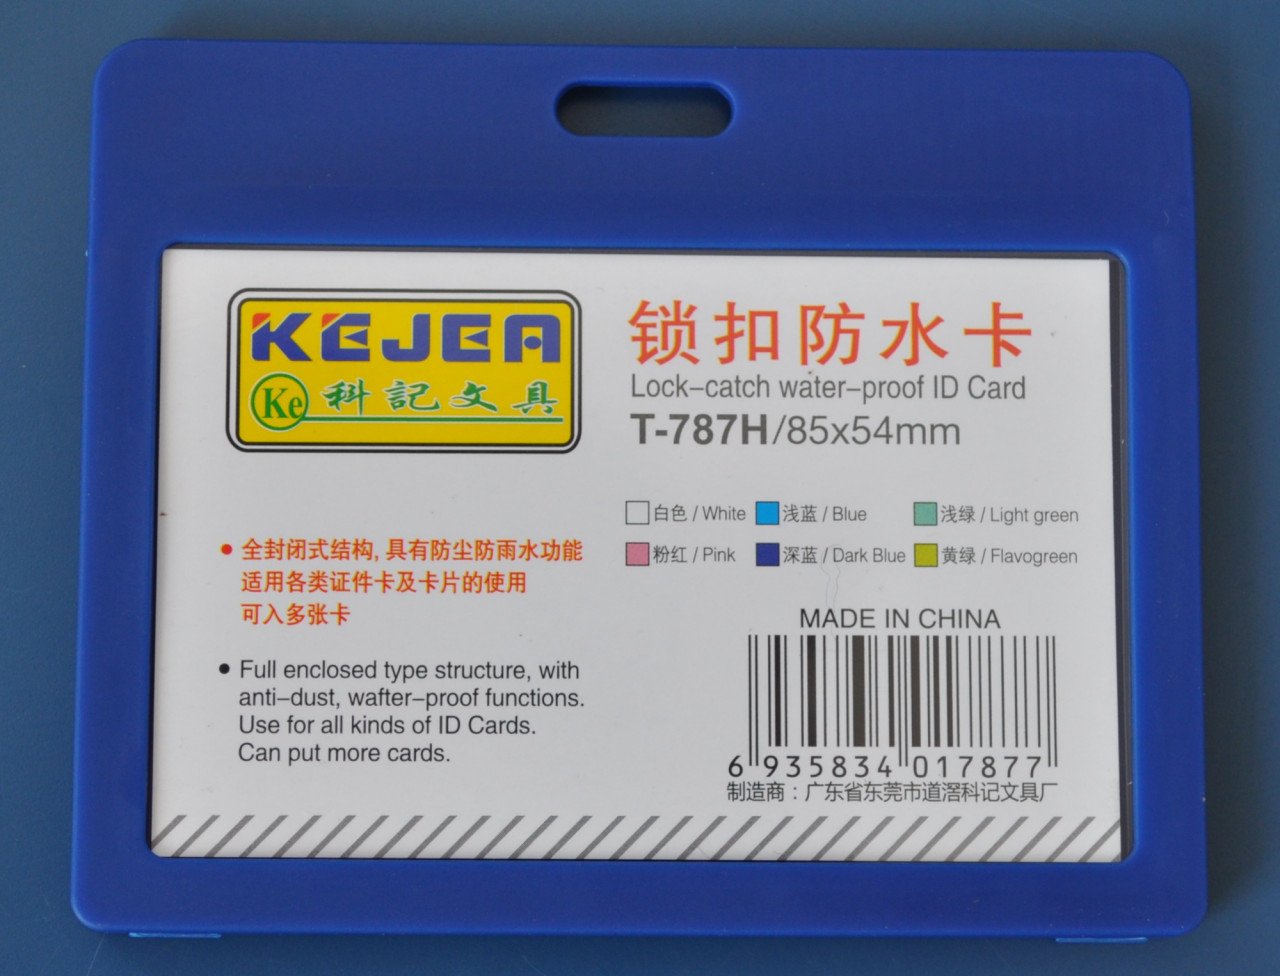 KEJEA
Ke 科記文具
锁扣防水卡
Lock-catch water-proof ID Card
T-787H/85x54mm
白色/White 浅蓝/Blue 浅绿/Light green
粉红/Pink 深蓝/Dark Blue 黄绿/Flavogreen
• 全封闭式结构,具有防尘防雨水功能
适用各类证件卡及卡片的使用
可入多张卡
• Full enclosed type structure, with
anti-dust, wafter-proof functions.
Use for all kinds of ID Cards.
Can put more cards.
MADE IN CHINA
6 935834 017877
制造商:广东省东莞市道滘科记文具厂